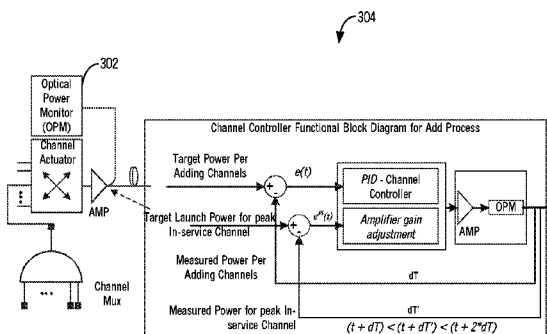 304
302
Optical
Power
Monitor
(OPM)
Channel
Actuator
AMP
Channel
Mux
Channel Controller Functional Block Diagram for Add Process
Target Power Per
Adding Channels
e(t)
PID - Channel
Controller
Amplifier gain
adjustment
AMP
OPM
Target Launch Power for peak
In-service Channel
Measured Power Per
Adding Channels
dT
Measured Power for peak In-
service Channel
dT'
(t + dT) < (t + dT') < (t + 2*dT)